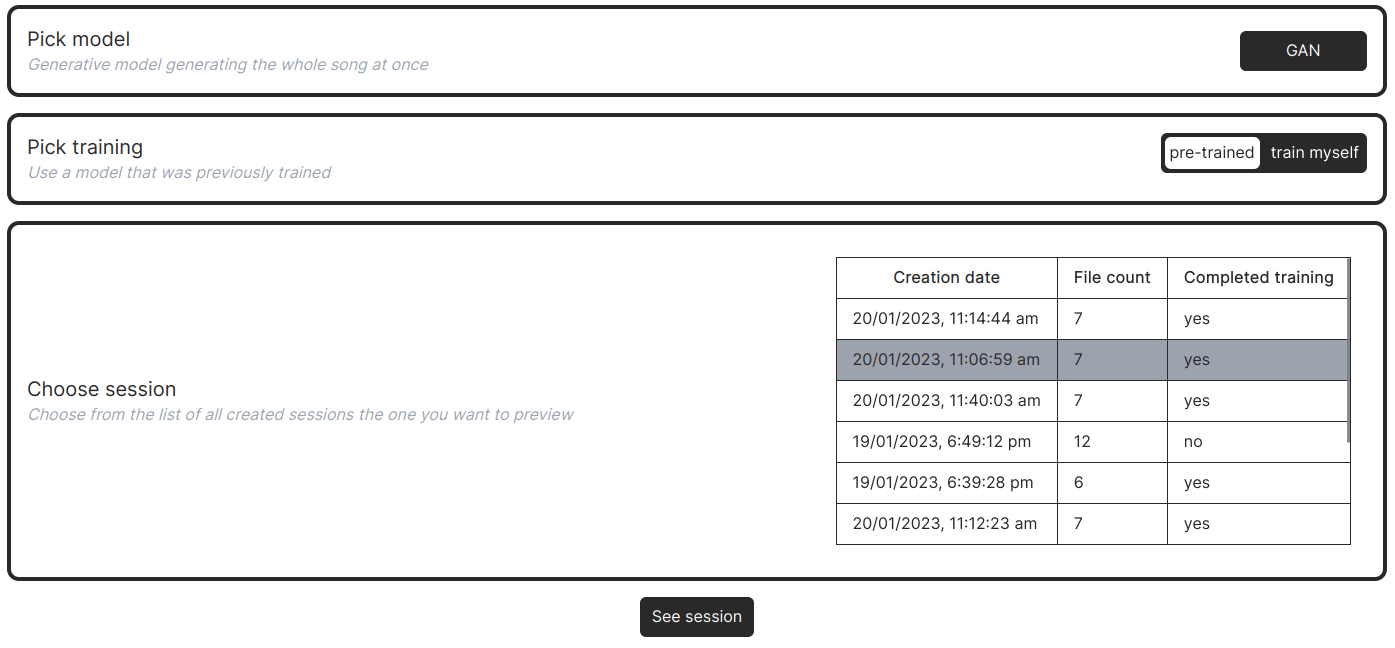 Pick model
Generative model generating the whole song at once
GAN
Pick training
Use a model that was previously trained
pre-trained train myself
Choose session
Choose from the list of all created sessions the one you want to preview
Creation date File count Completed training
20/01/2023, 11:14:44 am 7 yes
20/01/2023, 11:06:59 am 7 yes
20/01/2023, 11:40:03 am 7 yes
19/01/2023, 6:49:12 pm 12 no
19/01/2023, 6:39:28 pm 6 yes
20/01/2023, 11:12:23 am 7 yes
See session